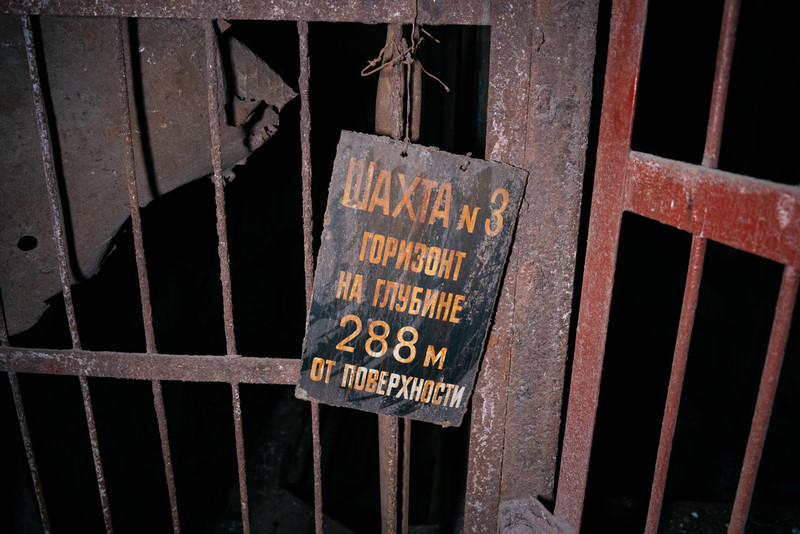 ШАХТА N 3
ГОРИЗОНТ
НА ГЛУБИНЕ
288 М
ОТ ПОВЕРХНОСТИ